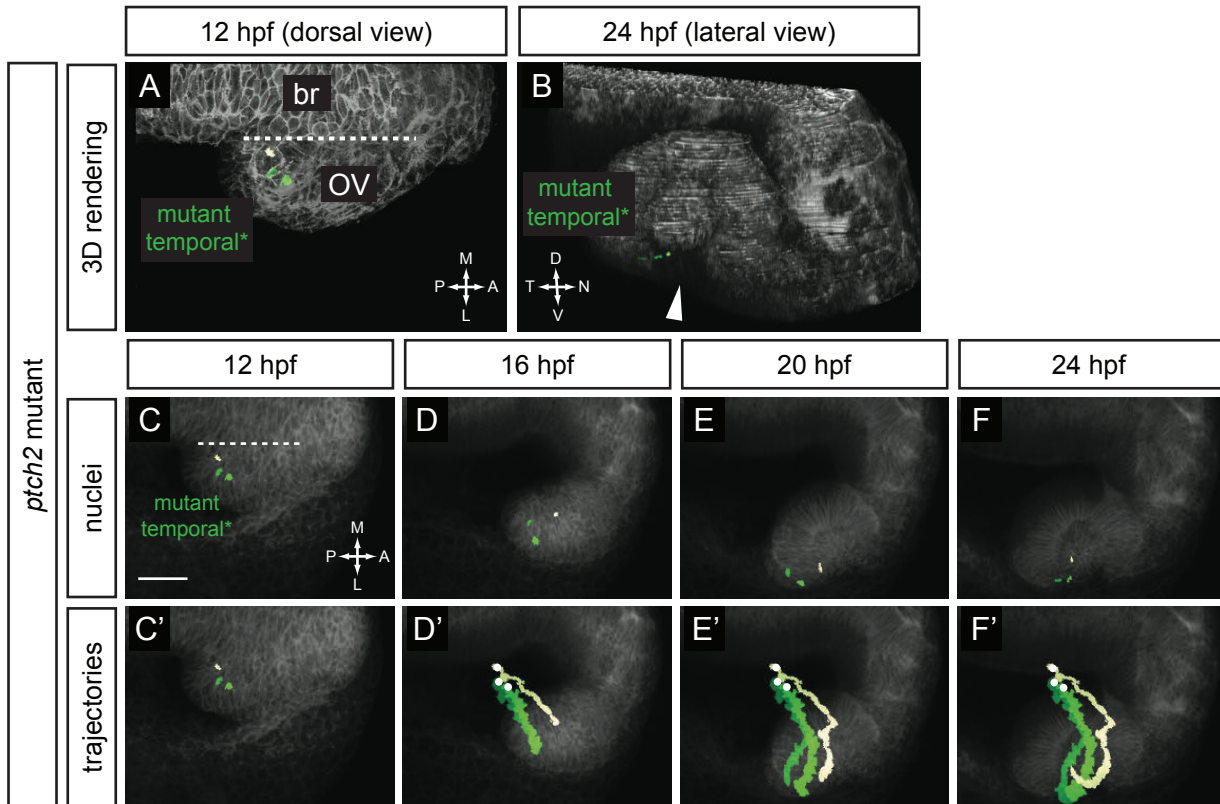 12 hpf (dorsal view)
24 hpf (lateral view)
ptch2 mutant
3D rendering
A
br
OV
mutant
temporal*
M
P
A
L
B
mutant
temporal*
D
T
N
V
12 hpf
16 hpf
20 hpf
24 hpf
nuclei
C
mutant
temporal*
M
P
A
L
D
E
F
trajectories
C'
D'
E'
F'